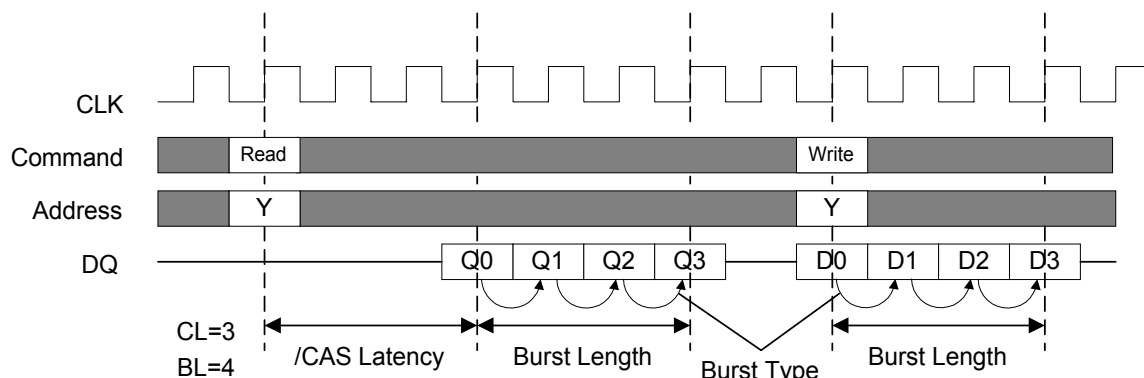 CLK
Command Read Write
Address Y Y
DQ Q0 Q1 Q2 Q3 D0 D1 D2 D3
CL=3
/CAS Latency Burst Length Burst Type Burst Length
BL=4